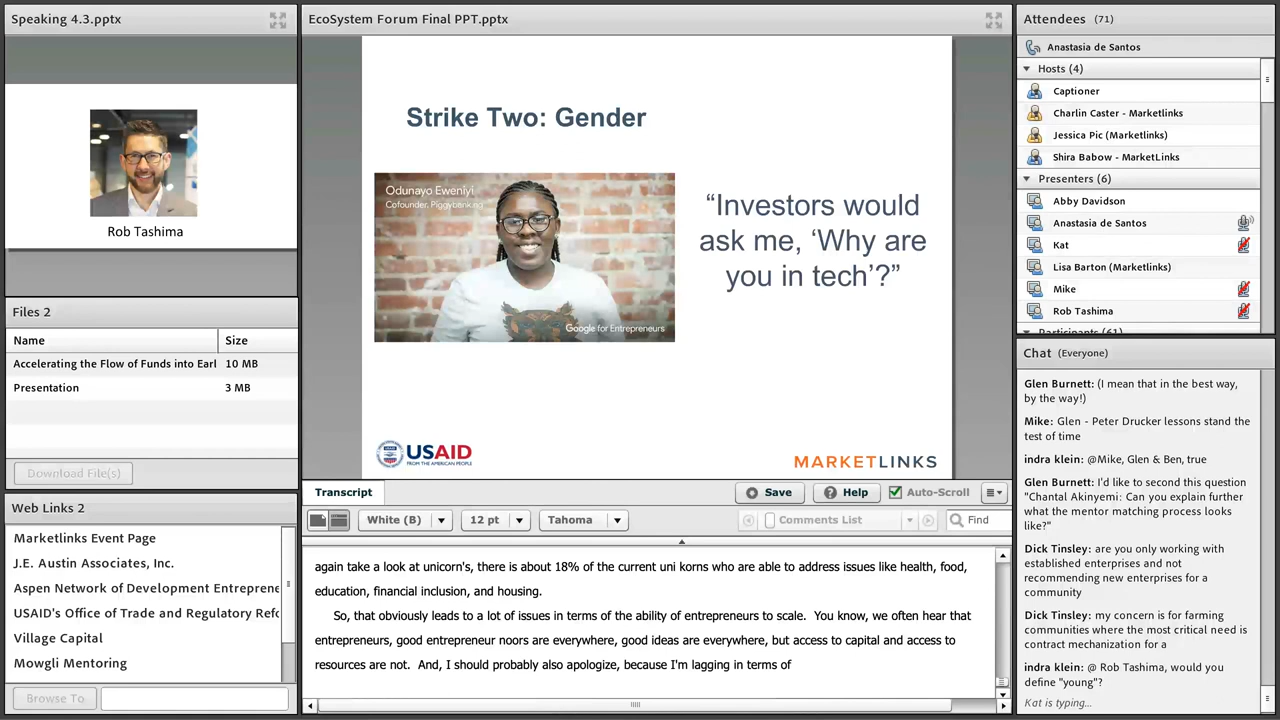 Speaking 4.3.pptx
Rob Tashima
Files 2
Name Size
Accelerating the Flow of Funds into Earl 10 MB
Presentation 3 MB
Download File(s)
Web Links 2
Marketlinks Event Page
J.E. Austin Associates, Inc.
Aspen Network of Development Entreprene
USAID's Office of Trade and Regulatory Refo
Village Capital
Mowgli Mentoring
Browse To
EcoSystem Forum Final PPT.pptx
Strike Two: Gender
Odunayo Eweniyi
Cofounder, Piggybank.ng
Google for Entrepreneurs
“Investors would
ask me, ‘Why are
you in tech’?”
USAID
FROM THE AMERICAN PEOPLE
MARKETLINKS
Transcript
Save
Help
Auto-Scroll
White (B)
12 pt
Tahoma
Comments List
Find
again take a look at unicorn's, there is about 18% of the current uni korns who are able to address issues like health, food,
education, financial inclusion, and housing.
So, that obviously leads to a lot of issues in terms of the ability of entrepreneurs to scale. You know, we often hear that
entrepreneurs, good entrepreneur noors are everywhere, good ideas are everywhere, but access to capital and access to
resources are not. And, I should probably also apologize, because I'm lagging in terms of
Attendees (71)
Anastasia de Santos
Hosts (4)
Captioner
Charlin Caster - Marketlinks
Jessica Pic (Marketlinks)
Shira Babow - MarketLinks
Presenters (6)
Abby Davidson
Anastasia de Santos
Kat
Lisa Barton (Marketlinks)
Mike
Rob Tashima
Participants (61)
Chat (Everyone)
Glen Burnett: (I mean that in the best way,
by the way!)
Mike: Glen - Peter Drucker lessons stand the
test of time
indra klein: @Mike, Glen & Ben, true
Glen Burnett: I'd like to second this question
"Chantal Akinyemi: Can you explain further
what the mentor matching process looks
like?"
Dick Tinsley: are you only working with
established enterprises and not
recommending new enterprises for a
community
Dick Tinsley: my concern is for farming
communities where the most critical need is
contract mechanization for a
indra klein: @ Rob Tashima, would you
define "young"?
Kat is typing...